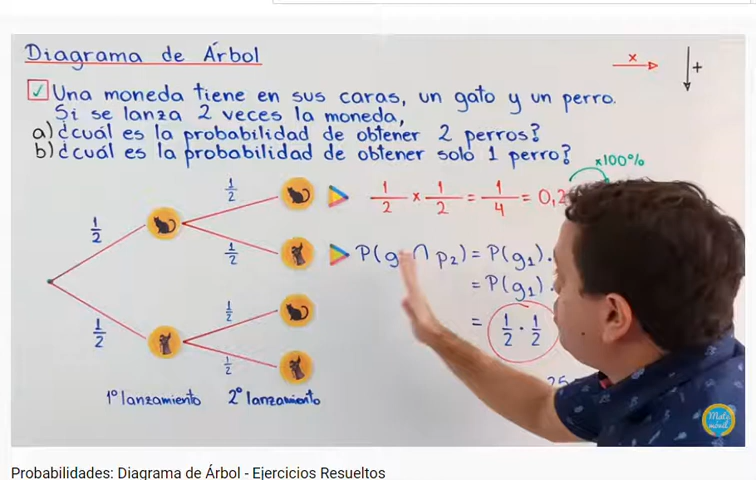 Diagrama de Árbol
x
+
Una moneda tiene en sus caras, un gato y un perro.
Si se lanza 2 veces la moneda,
a) ¿cuál es la probabilidad de obtener 2 perros?
b) ¿cuál es la probabilidad de obtener solo 1 perro?
x100%
1/2
1/2 x 1/2 = 1/4 = 0,2
1/2
1/2
P(g ∩ p₂) = P(g₁).
= P(g₁).
1/2
1/2
= 1/2 · 1/2
1/2
25
1° lanzamiento 2° lanzamiento
Mate
móvil
Probabilidades: Diagrama de Árbol - Ejercicios Resueltos